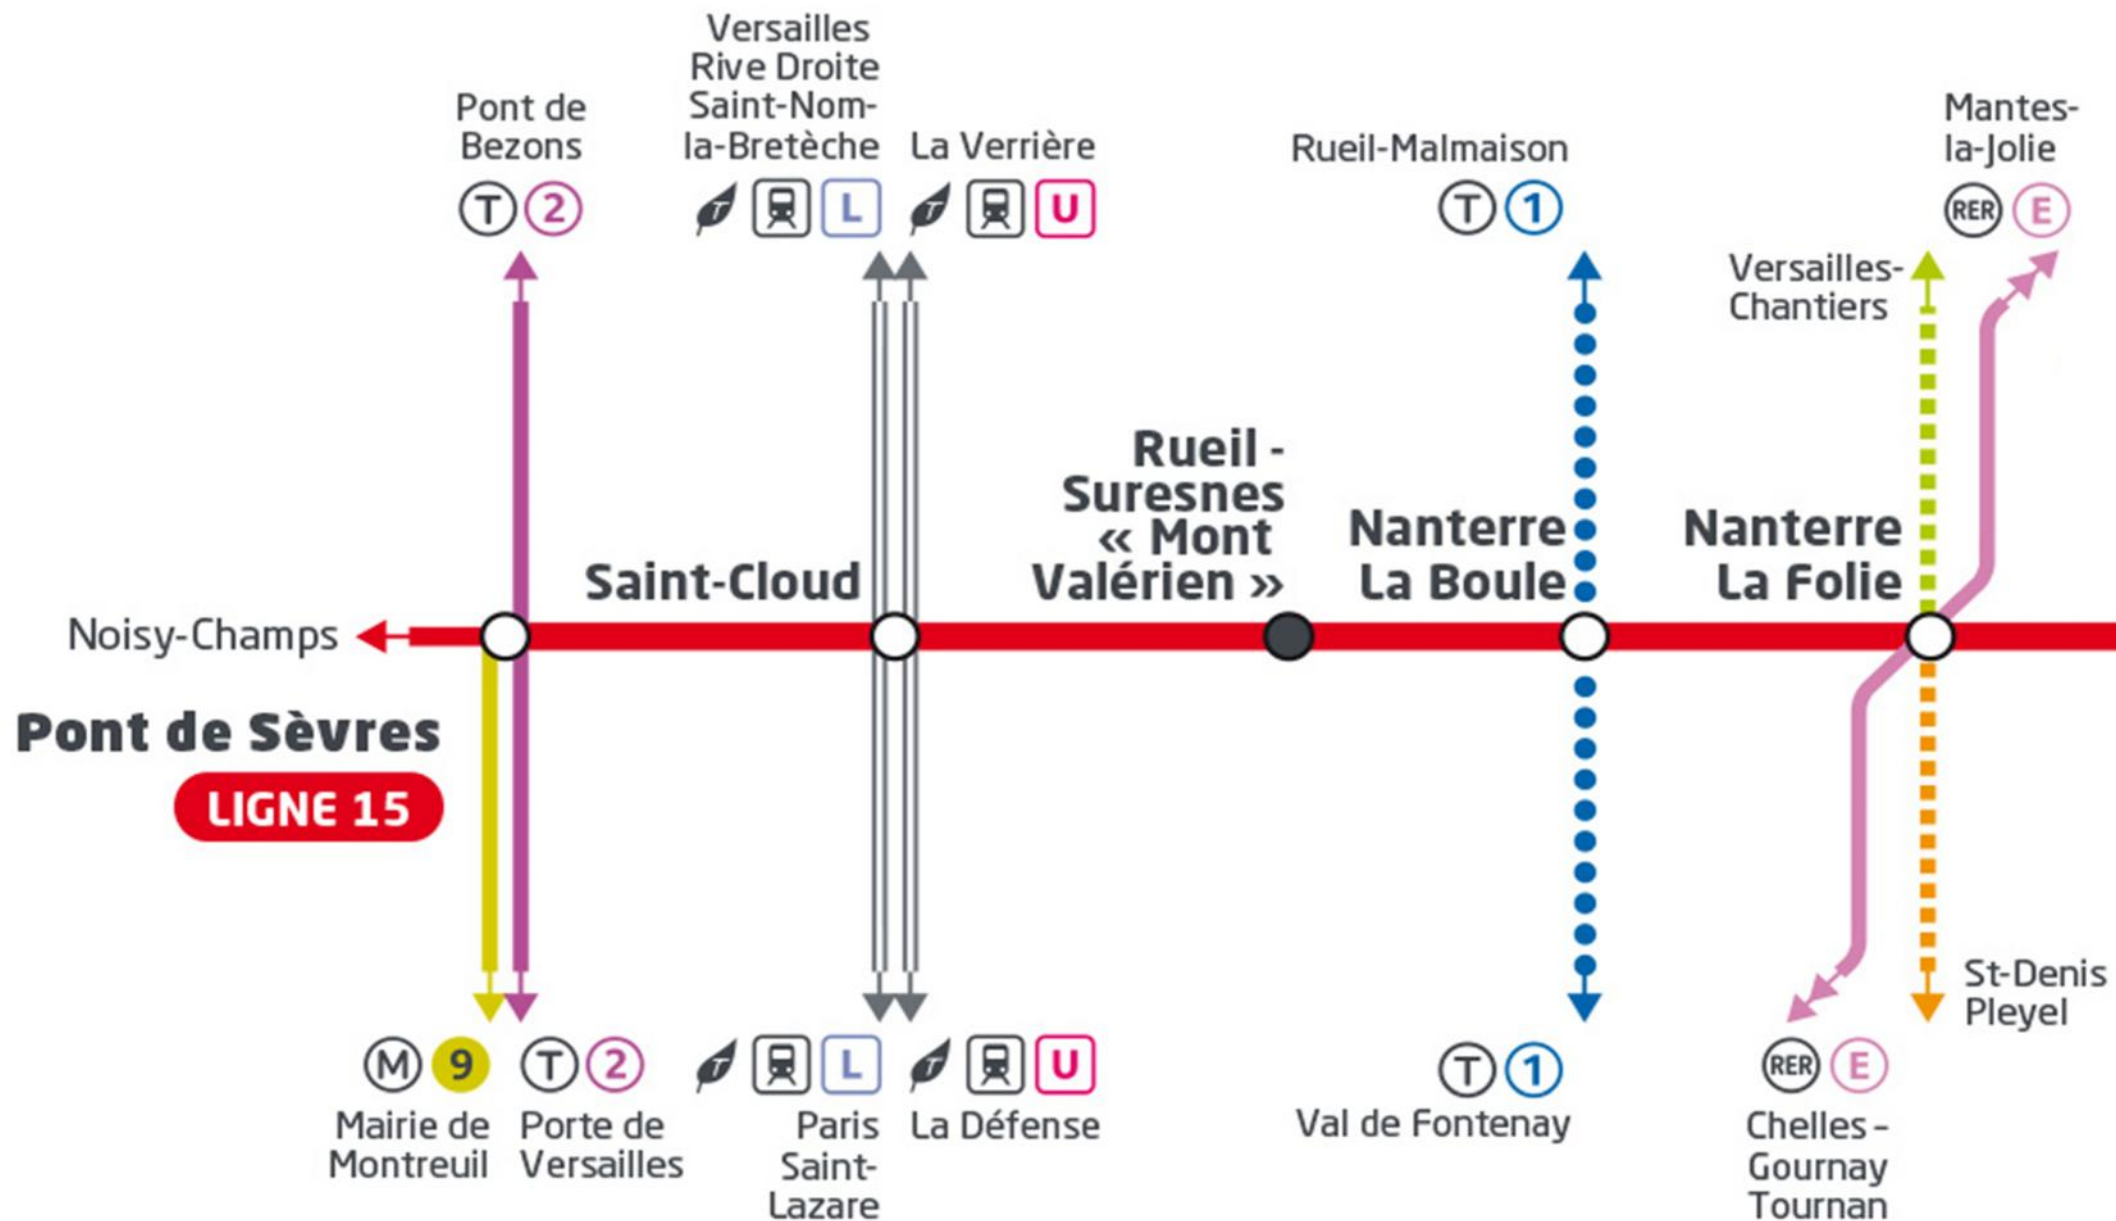 Versailles
Rive Droite
Saint-Nom-
la-Bretèche
Pont de
Bezons
La Verrière
Rueil-Malmaison
Mantes-
la-Jolie
T 2
T L
T U
T 1
RER E
Versailles-
Chantiers
Rueil -
Suresnes
« Mont
Valérien »
Nanterre
La Boule
Nanterre
La Folie
Saint-Cloud
Noisy-Champs
Pont de Sèvres
LIGNE 15
St-Denis
Pleyel
M 9
T 2
T L
T U
T 1
RER E
Mairie de
Montreuil
Porte de
Versailles
Paris
Saint-
Lazare
La Défense
Val de Fontenay
Chelles –
Gournay
Tournan